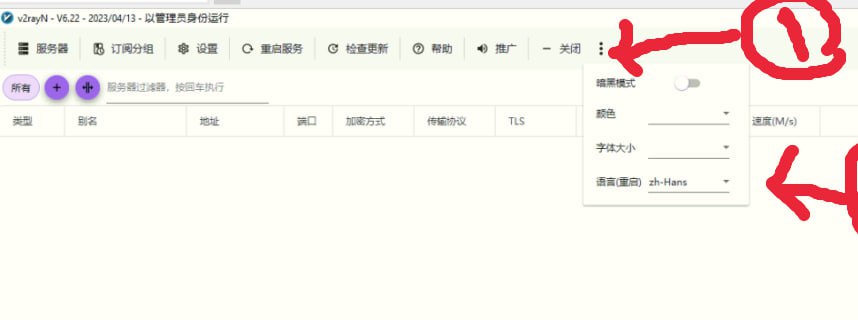 v2rayN - V6.22 - 2023/04/13 - 以管理员身份运行
服务器 订阅分组 设置 重启服务 检查更新 帮助 推广 关闭
1
所有 服务器过滤器，按回车执行
暗黑模式
颜色
类型 别名 地址 端口 加密方式 传输协议 TLS 速度(M/s)
字体大小
语言(重启) zh-Hans